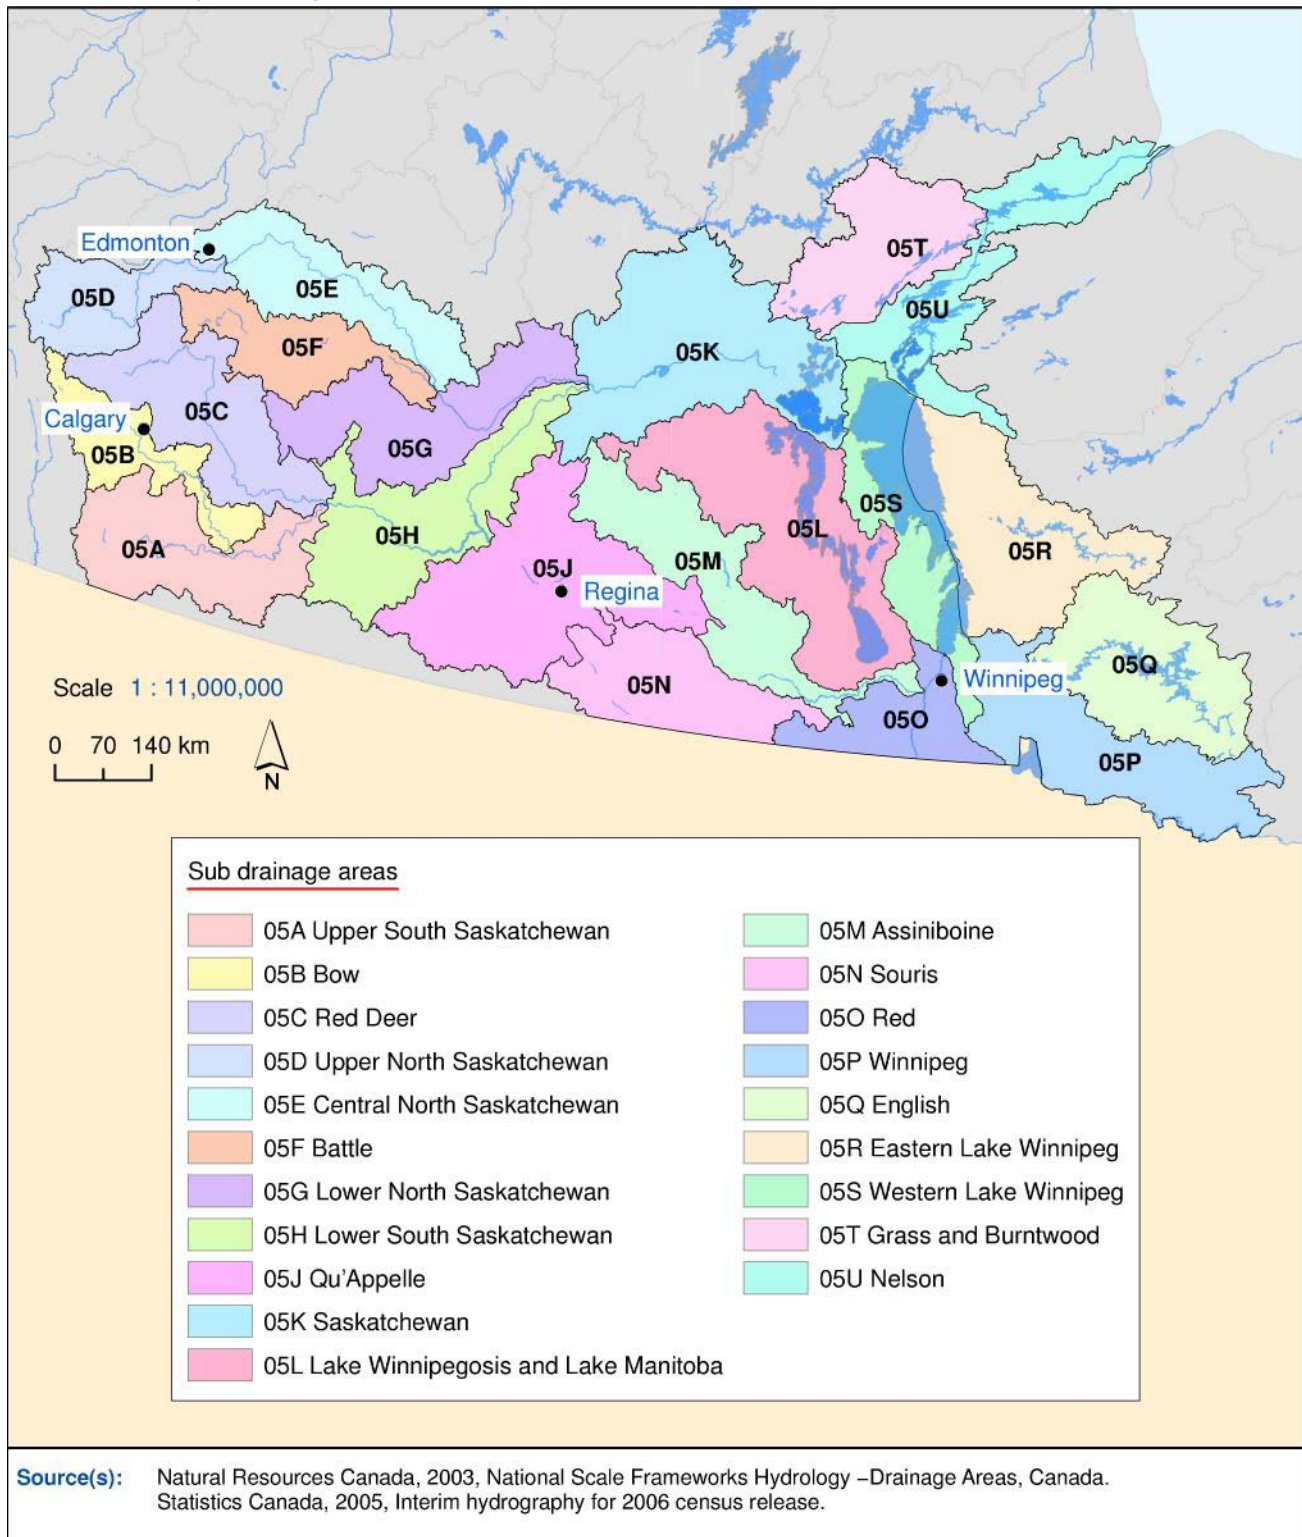 Edmonton
05D
05E
05T
05U
05F
05K
Calgary
05C
05B
05G
05S
05H
05L
05A
05M
05R
05J
Regina
05Q
05N
Winnipeg
Scale 1 : 11,000,000
05O
0 70 140 km
N
05P
Sub drainage areas
05A Upper South Saskatchewan
05B Bow
05C Red Deer
05D Upper North Saskatchewan
05E Central North Saskatchewan
05F Battle
05G Lower North Saskatchewan
05H Lower South Saskatchewan
05J Qu'Appelle
05K Saskatchewan
05L Lake Winnipegosis and Lake Manitoba
05M Assiniboine
05N Souris
05O Red
05P Winnipeg
05Q English
05R Eastern Lake Winnipeg
05S Western Lake Winnipeg
05T Grass and Burntwood
05U Nelson
Source(s): Natural Resources Canada, 2003, National Scale Frameworks Hydrology –Drainage Areas, Canada.
Statistics Canada, 2005, Interim hydrography for 2006 census release.